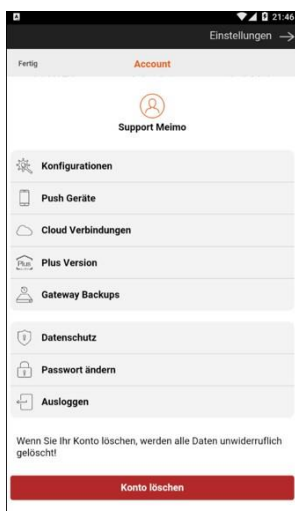 21:46
Einstellungen →
Fertig
Account
Support Meimo
Konfigurationen
Push Geräte
Cloud Verbindungen
Plus
Plus Version
Gateway Backups
Datenschutz
Passwort ändern
Ausloggen
Wenn Sie Ihr Konto löschen, werden alle Daten unwiderruflich
gelöscht!
Konto löschen